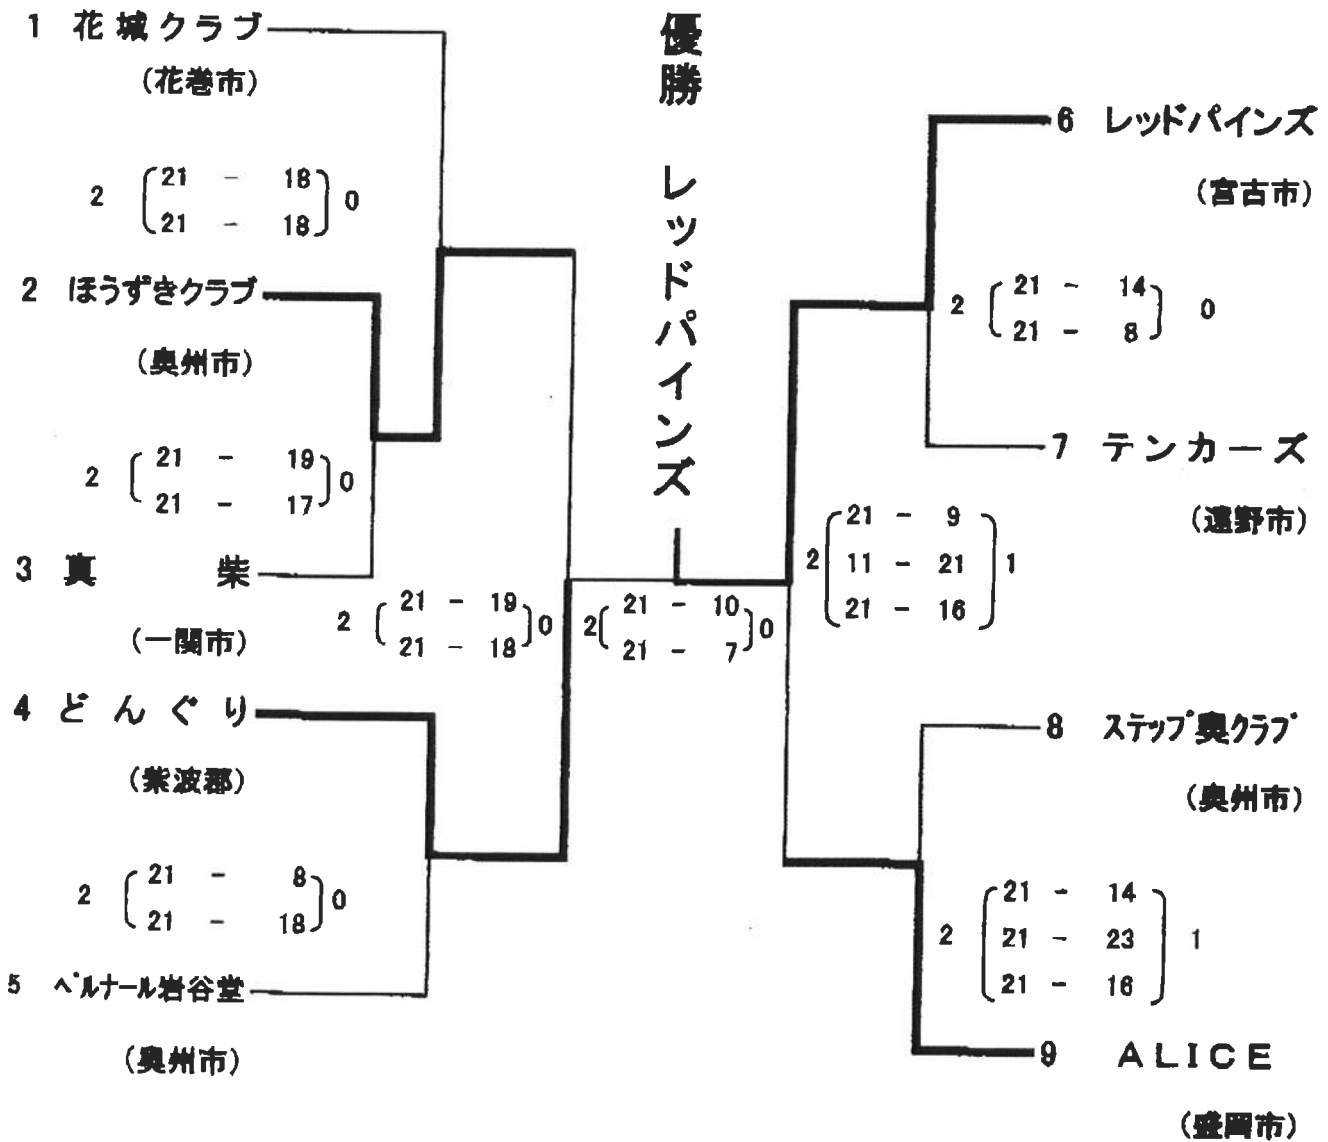 1 花城クラブ
(花巻市)
2 21 - 18 0
21 - 18
2 ほうずきクラブ
(奥州市)
2 21 - 19 0
21 - 17
3 真 柴
(一関市)
2 21 - 19 0
21 - 18
4 どんぐり
(紫波郡)
2 21 - 8 0
21 - 18
5 ベルナール岩谷堂
(奥州市)
優勝 レッドパインズ
2 21 - 10 0
21 - 7
6 レッドパインズ
(宮古市)
2 21 - 14 0
21 - 8
7 テンカーズ
(遠野市)
21 - 9
2 11 - 21 1
21 - 16
8 ステップ奥クラブ
(奥州市)
21 - 14
2 21 - 23 1
21 - 16
9 ALICE
(盛岡市)